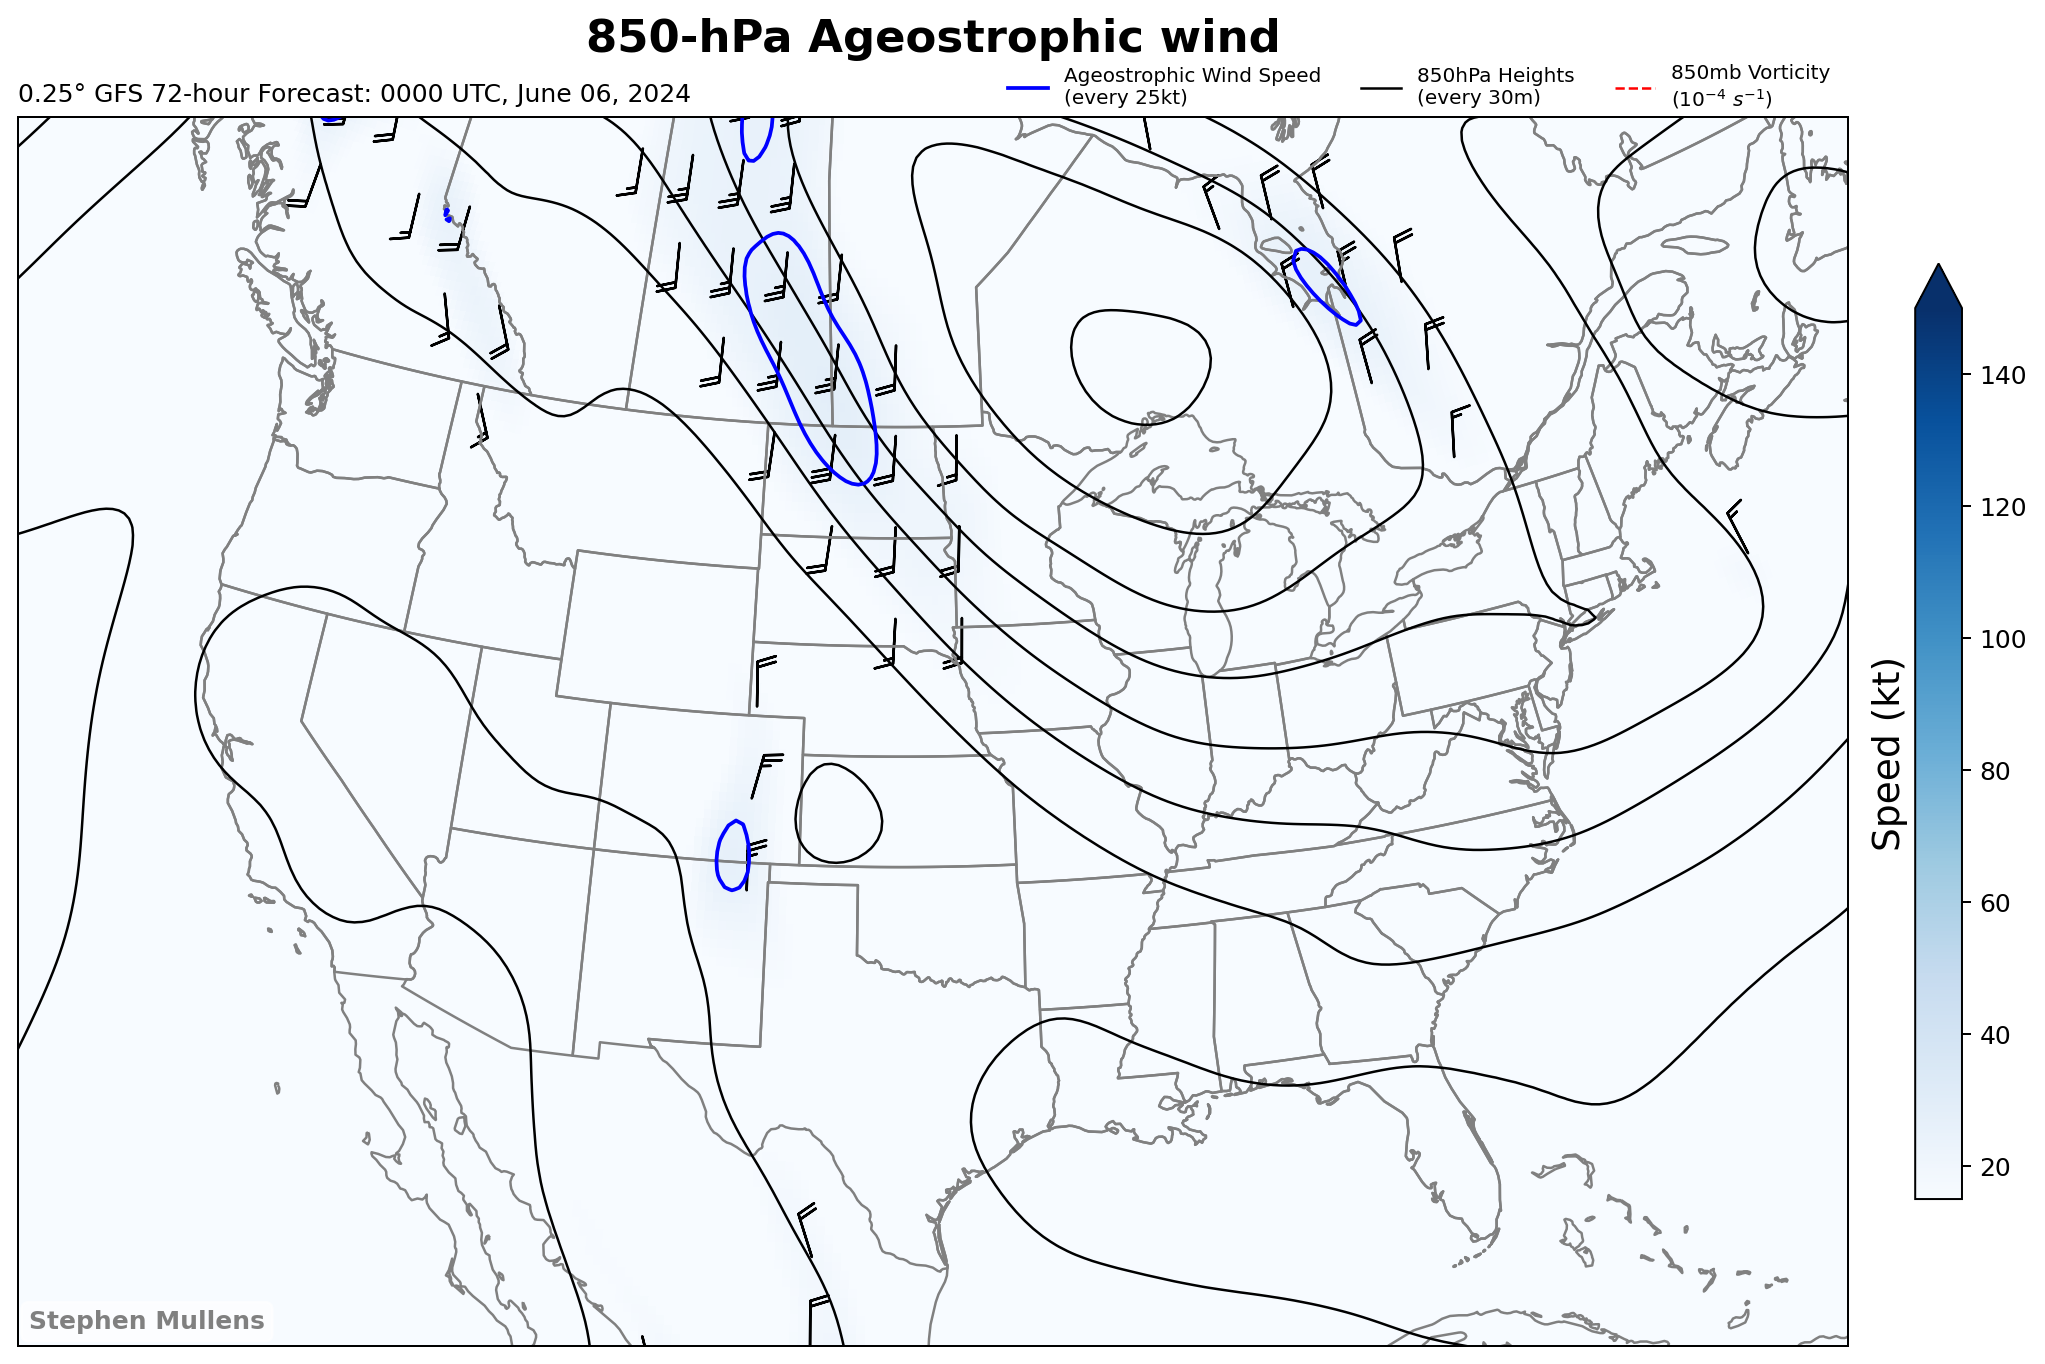 850-hPa Ageostrophic wind
0.25° GFS 72-hour Forecast: 0000 UTC, June 06, 2024
Ageostrophic Wind Speed
(every 25kt)
850hPa Heights
(every 30m)
850mb Vorticity
(10⁻⁴ s⁻¹)
140
120
100
80
60
40
20
Speed (kt)
Stephen Mullens